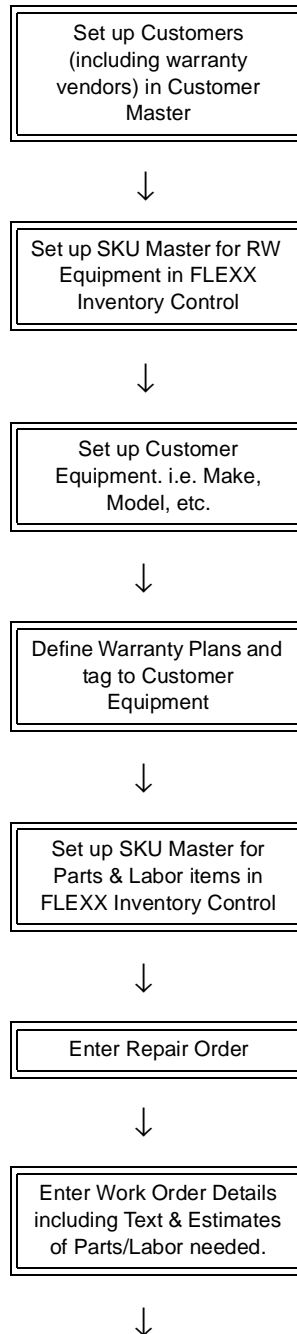 Set up Customers
(including warranty
vendors) in Customer
Master
↓
Set up SKU Master for RW
Equipment in FLEXX
Inventory Control
↓
Set up Customer
Equipment. i.e. Make,
Model, etc.
↓
Define Warranty Plans and
tag to Customer
Equipment
↓
Set up SKU Master for
Parts & Labor items in
FLEXX Inventory Control
↓
Enter Repair Order
↓
Enter Work Order Details
including Text & Estimates
of Parts/Labor needed.
↓